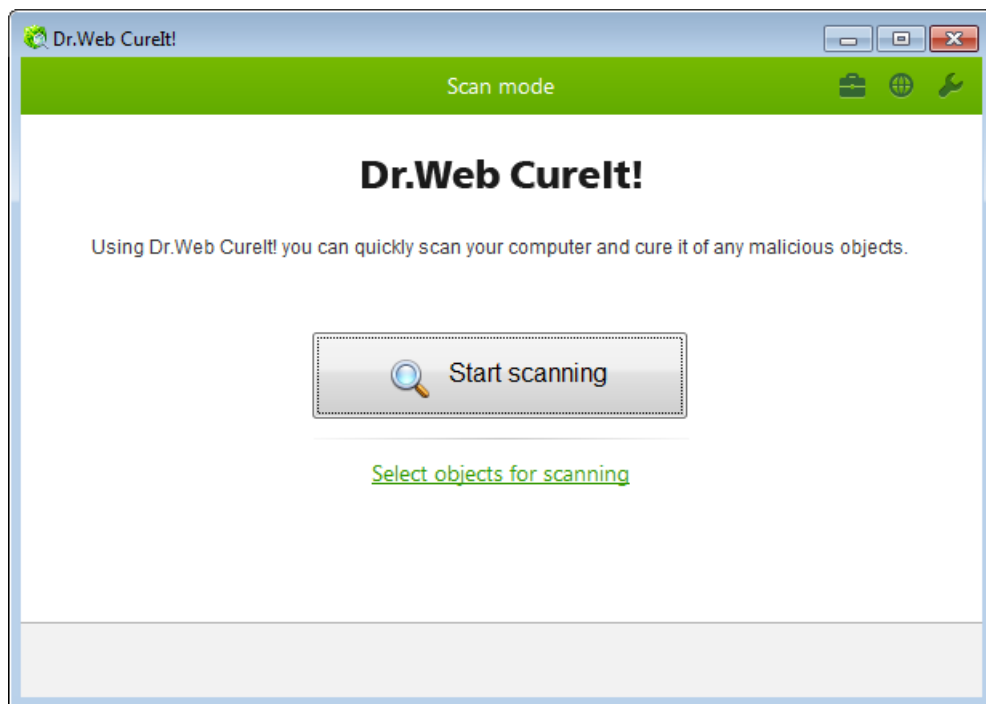 Dr.Web CureIt!
Scan mode
Dr.Web CureIt!
Using Dr.Web CureIt! you can quickly scan your computer and cure it of any malicious objects.
Start scanning
Select objects for scanning